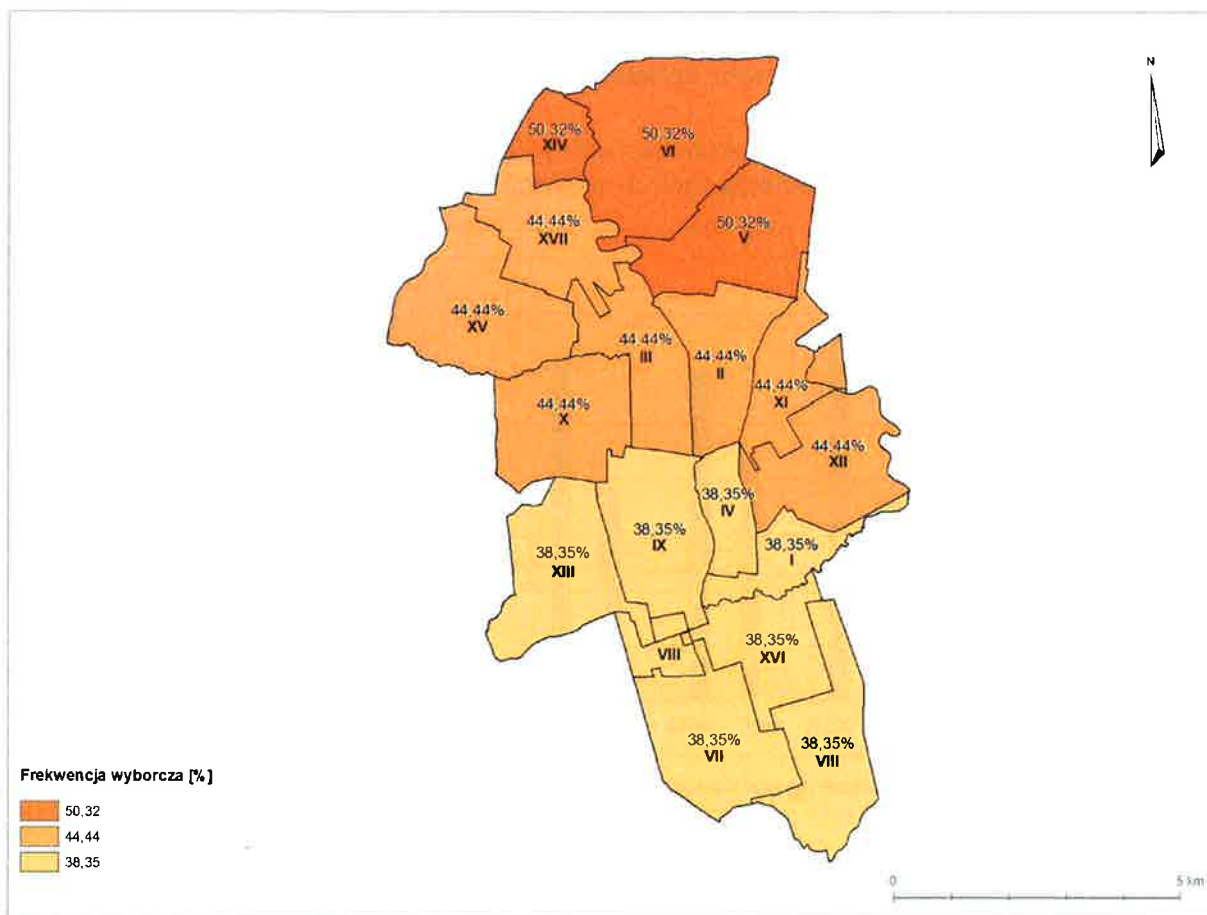 N
50,32%
XIV
50,32%
VI
50,32%
V
44,44%
XVII
44,44%
XV
44,44%
III
44,44%
II
44,44%
XI
44,44%
X
44,44%
XII
38,35%
IV
38,35%
IX
38,35%
I
38,35%
XIII
38,35%
XVI
VIII
38,35%
VII
38,35%
VIII
Frekwencja wyborcza [%]
50,32
44,44
38,35
0
5 km